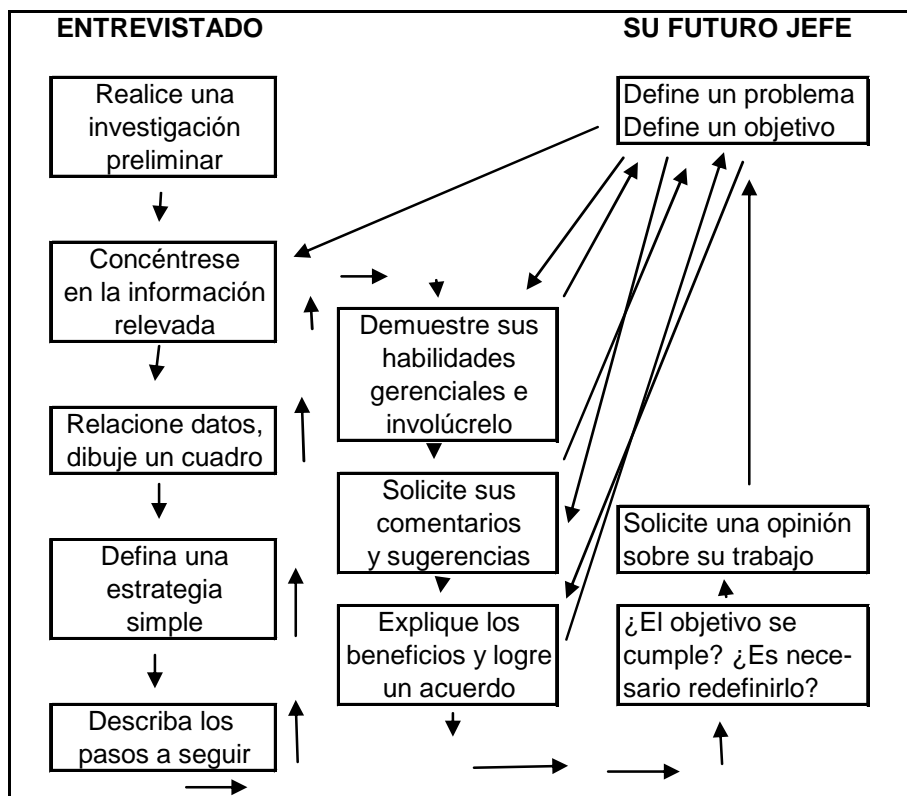 ENTREVISTADO
SU FUTURO JEFE
Realice una
investigación
preliminar
Concéntrese
en la información
relevada
Relacione datos,
dibuje un cuadro
Defina una
estrategia
simple
Describa los
pasos a seguir
Demuestre sus
habilidades
gerenciales e
involúcrelo
Solicite sus
comentarios
y sugerencias
Explique los
beneficios y logre
un acuerdo
Define un problema
Define un objetivo
Solicite una opinión
sobre su trabajo
¿El objetivo se
cumple? ¿Es nece-
sario redefinirlo?